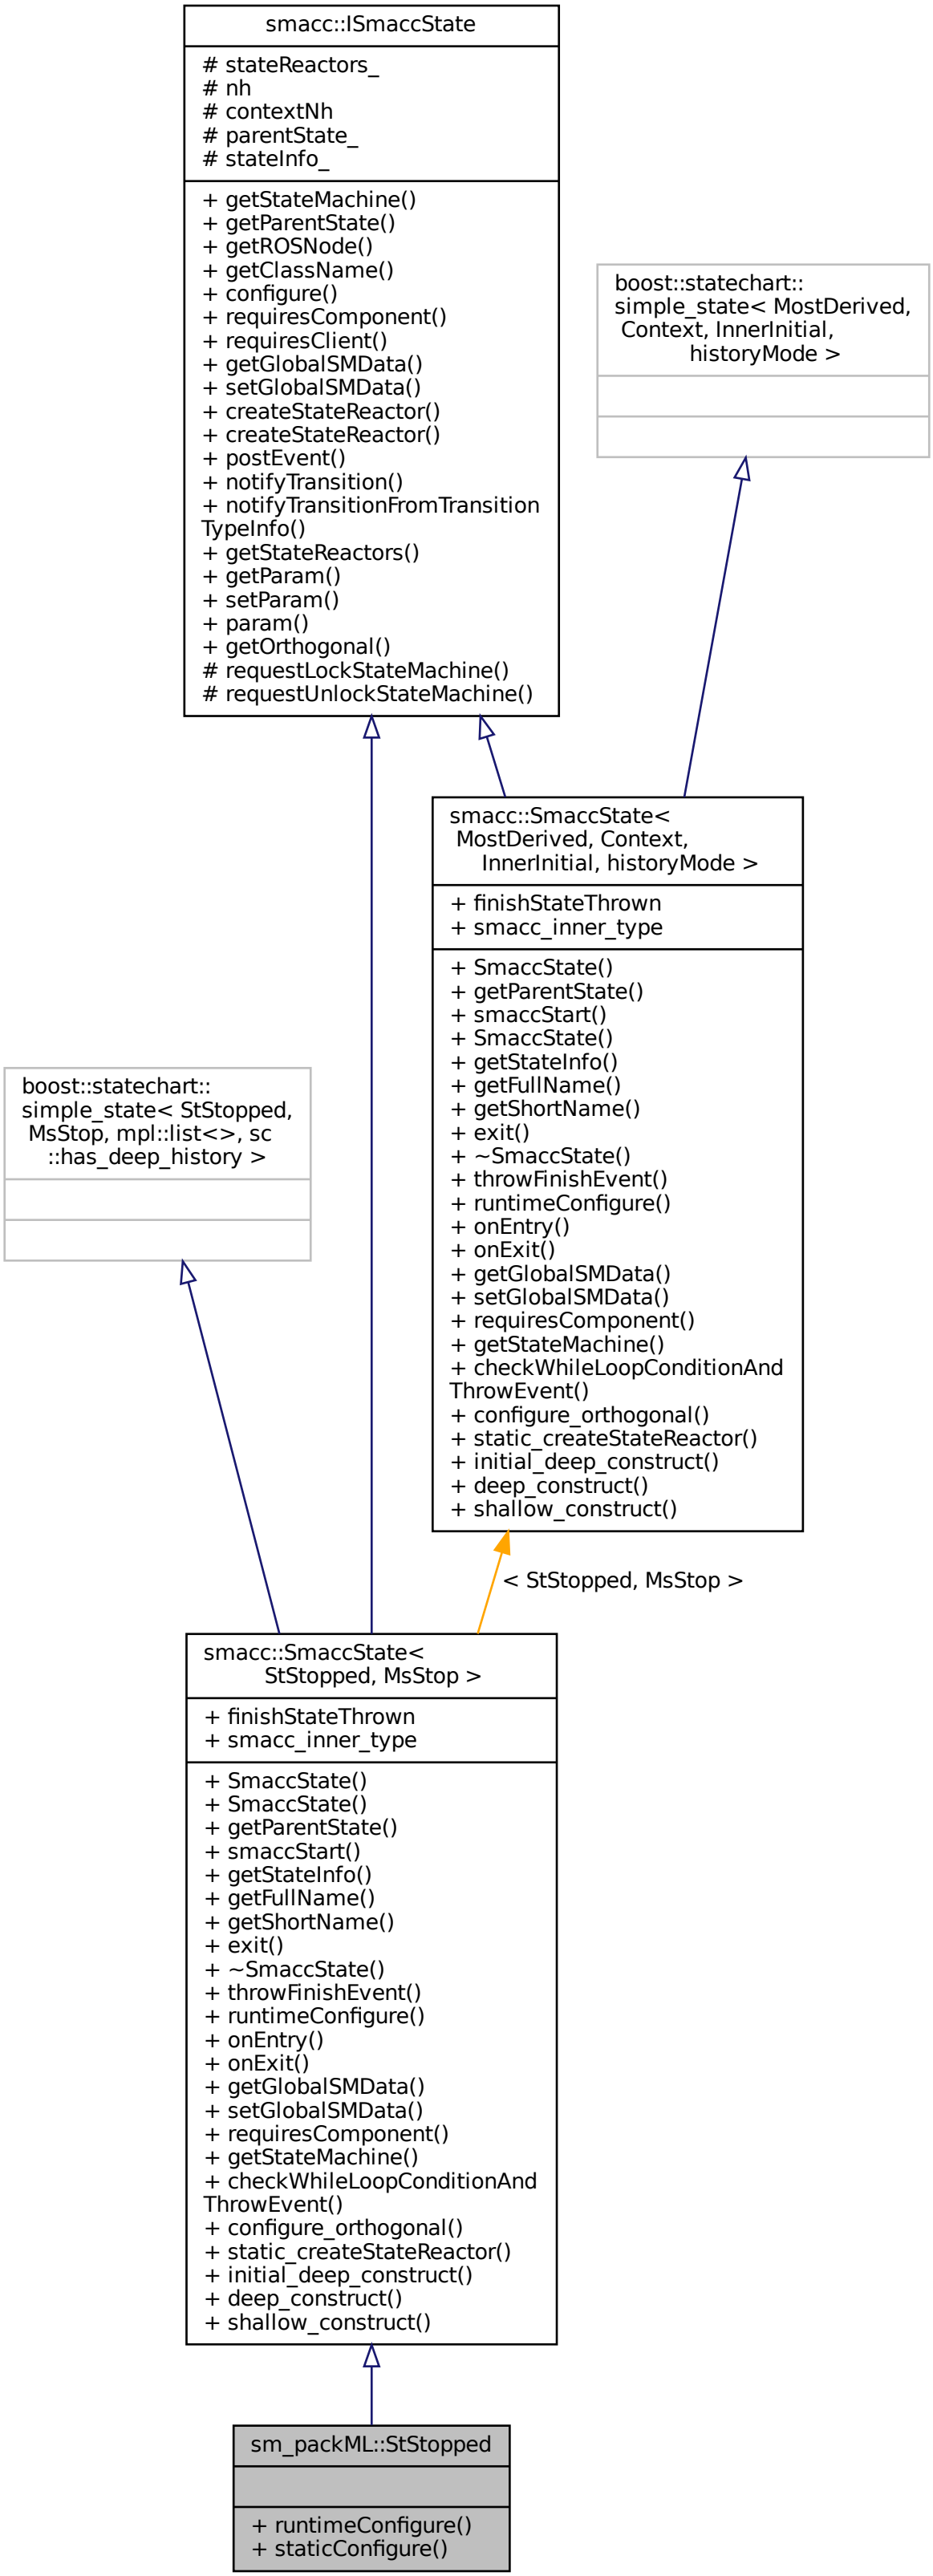 smacc::ISmaccState
# stateReactors_
# nh
# contextNh
# parentState_
# stateInfo_
+ getStateMachine()
+ getParentState()
+ getROSNode()
+ getClassName()
+ configure()
+ requiresComponent()
+ requiresClient()
+ getGlobalSMData()
+ setGlobalSMData()
+ createStateReactor()
+ createStateReactor()
+ postEvent()
+ notifyTransition()
+ notifyTransitionFromTransition
TypeInfo()
+ getStateReactors()
+ getParam()
+ setParam()
+ param()
+ getOrthogonal()
# requestLockStateMachine()
# requestUnlockStateMachine()
boost::statechart::
simple_state< MostDerived,
Context, InnerInitial,
historyMode >
smacc::SmaccState<
MostDerived, Context,
InnerInitial, historyMode >
+ finishStateThrown
+ smacc_inner_type
+ SmaccState()
+ getParentState()
+ smaccStart()
+ SmaccState()
+ getStateInfo()
+ getFullName()
+ getShortName()
+ exit()
+ ~SmaccState()
+ throwFinishEvent()
+ runtimeConfigure()
+ onEntry()
+ onExit()
+ getGlobalSMData()
+ setGlobalSMData()
+ requiresComponent()
+ getStateMachine()
+ checkWhileLoopConditionAnd
ThrowEvent()
+ configure_orthogonal()
+ static_createStateReactor()
+ initial_deep_construct()
+ deep_construct()
+ shallow_construct()
boost::statechart::
simple_state< StStopped,
MsStop, mpl::list<>, sc
::has_deep_history >
< StStopped, MsStop >
smacc::SmaccState<
StStopped, MsStop >
+ finishStateThrown
+ smacc_inner_type
+ SmaccState()
+ SmaccState()
+ getParentState()
+ smaccStart()
+ getStateInfo()
+ getFullName()
+ getShortName()
+ exit()
+ ~SmaccState()
+ throwFinishEvent()
+ runtimeConfigure()
+ onEntry()
+ onExit()
+ getGlobalSMData()
+ setGlobalSMData()
+ requiresComponent()
+ getStateMachine()
+ checkWhileLoopConditionAnd
ThrowEvent()
+ configure_orthogonal()
+ static_createStateReactor()
+ initial_deep_construct()
+ deep_construct()
+ shallow_construct()
sm_packML::StStopped
+ runtimeConfigure()
+ staticConfigure()